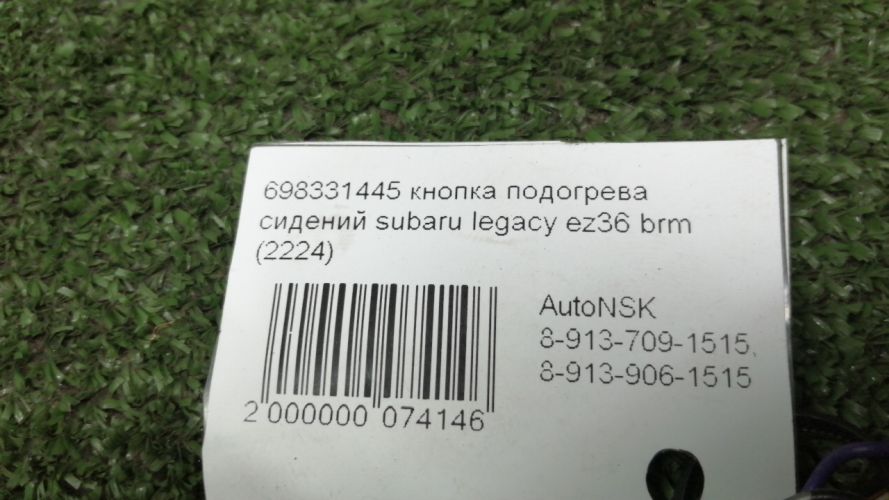 698331445 кнопка подогрева
сидений subaru legacy ez36 brm
(2224)
AutoNSK
8-913-709-1515,
8-913-906-1515
2 000000 074146